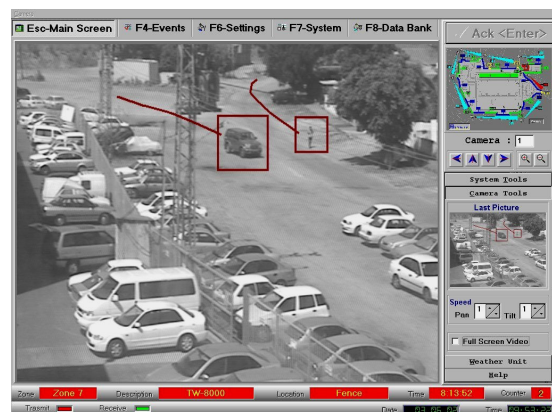 Esc-Main Screen F4-Events F6-Settings F7-System F8-Data Bank
Ack <Enter>
Camera : 1
System Tools
Camera Tools
Last Picture
Speed
Pan 1 Tilt 1
Full Screen Video
Weather Unit
Help
Zone Zone 7 Description TW-8000 Location Fence Time 8:13:52 Counter 2
Trasmit Receive Date Time